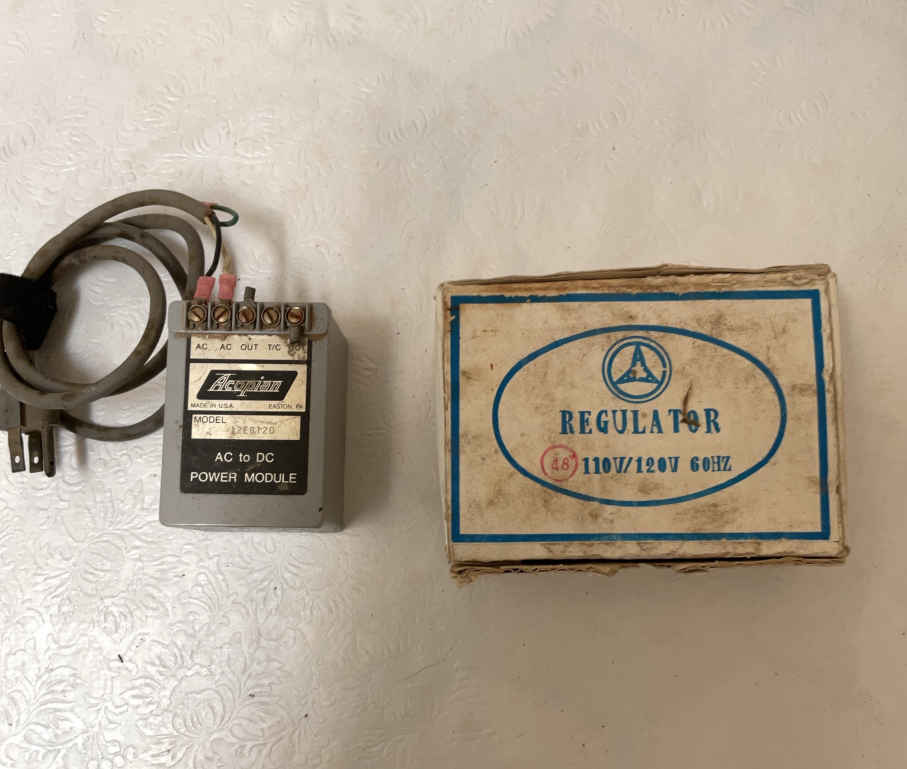 AC AC OUT T/C
Acopian
MADE IN U.S.A. EASTON, PA.
MODEL
12EB120
AC to DC
POWER MODULE
REGULATOR
48" 110V/120V 60HZ